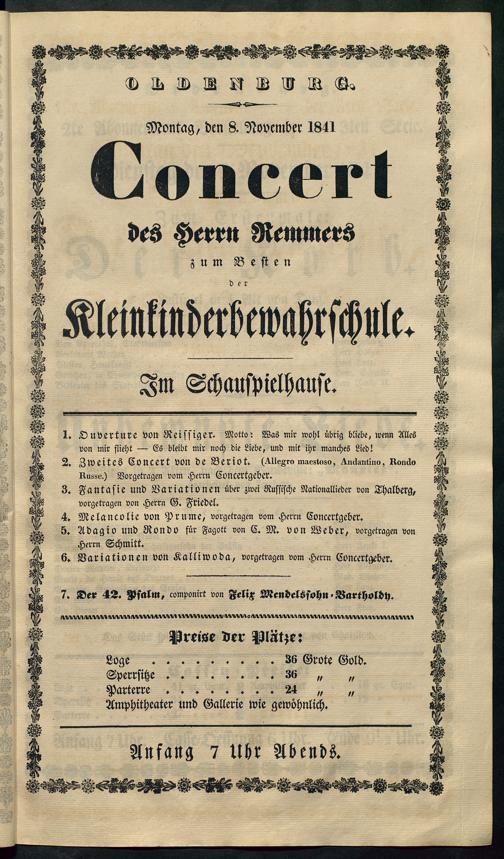 OLDENBURG.
Montag, den 8. November 1841
Concert
des Herrn Remmers
zum Besten
der
Kleinkinderbewahrschule.
Im Schauspielhause.
1. Ouverture von Reissiger. Motto: Was mir wohl übrig bliebe, wenn Alles
von mir flieht — Es bleibt mir noch die Liebe, und mit ihr manches Lied!
2. Zweites Concert von de Beriot. (Allegro maestoso, Andantino, Rondo
Russe.) Vorgetragen vom Herrn Concertgeber.
3. Fantasie und Variationen über zwei Russische Nationallieder von Thalberg,
vorgetragen von Herrn G. Friedel.
4. Melancolie von Prume, vorgetragen vom Herrn Concertgeber.
5. Adagio und Rondo für Fagott von C. M. von Weber, vorgetragen von
Herrn Schmitt.
6. Variationen von Kalliwoda, vorgetragen vom Herrn Concertgeber.
7. Der 42. Psalm, componirt von Felix Mendelssohn-Bartholdy.
Preise der Plätze:
Loge . . . . . . . . . 36 Grote Gold.
Sperrsitze . . . . . . . . 36 „ „
Parterre . . . . . . . . 24 „ „
Amphitheater und Gallerie wie gewöhnlich.
Anfang 7 Uhr Abends.